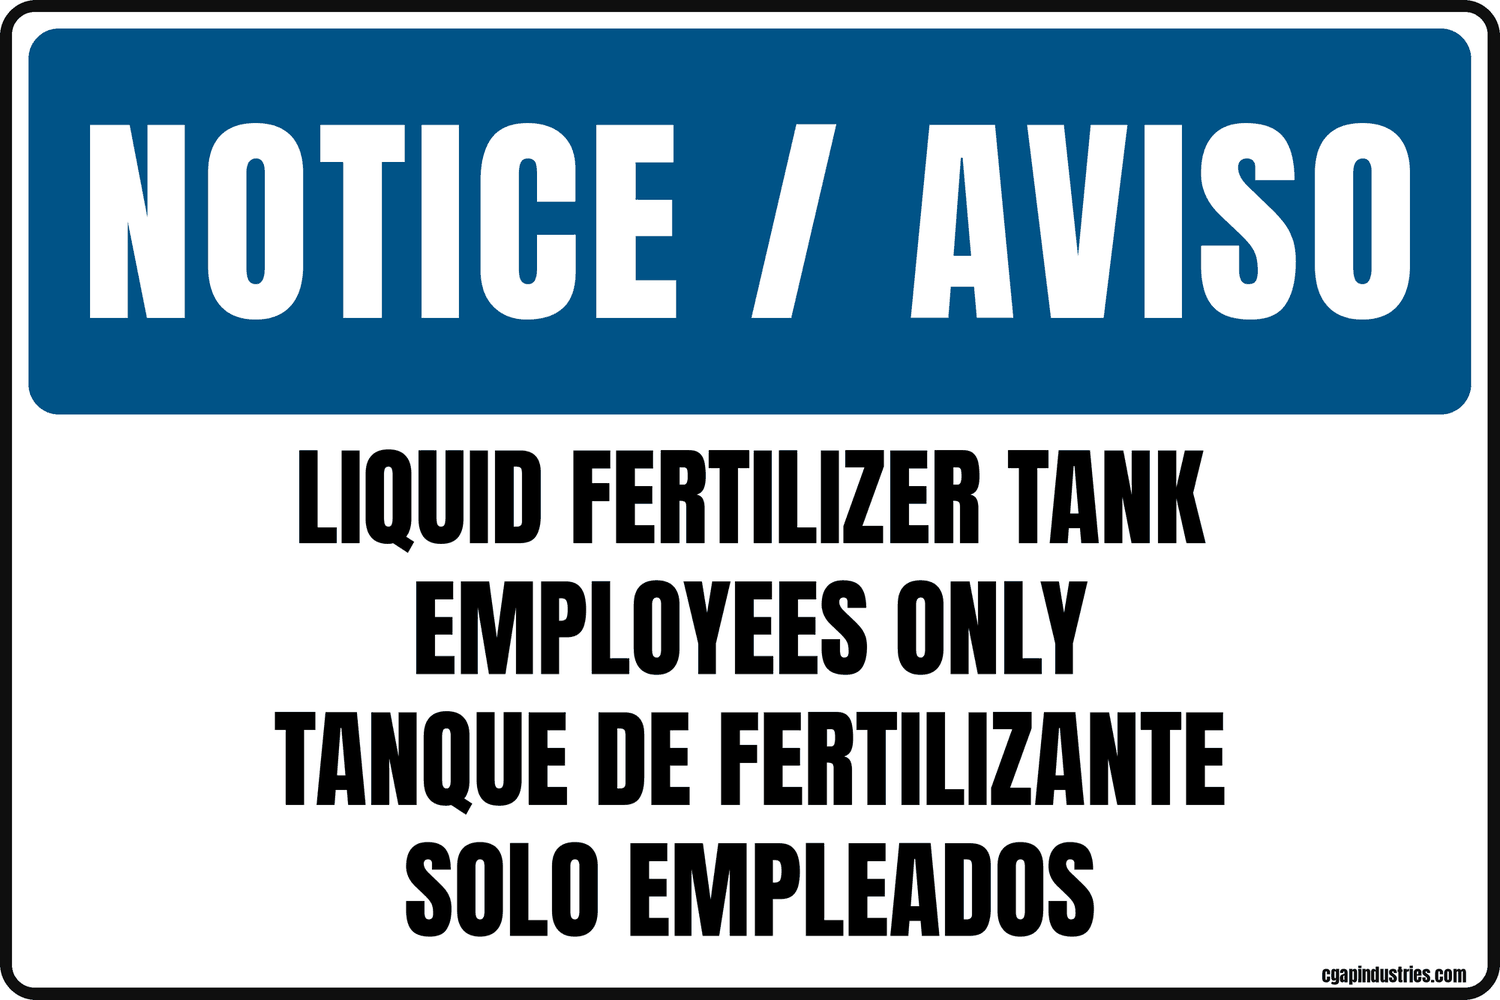 NOTICE / AVISO
LIQUID FERTILIZER TANK
EMPLOYEES ONLY
TANQUE DE FERTILIZANTE
SOLO EMPLEADOS
cgapindustries.com